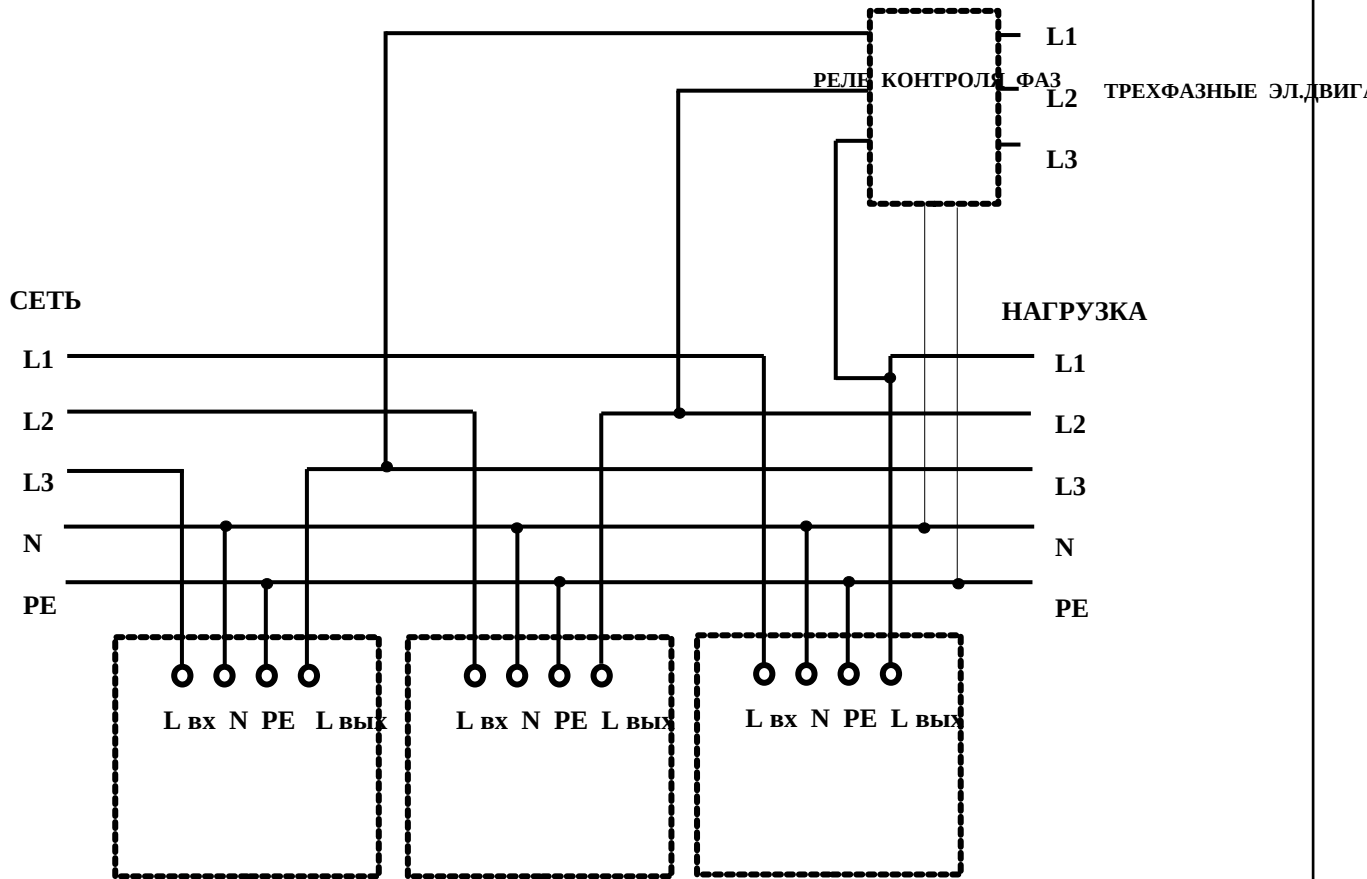 L1
РЕЛЕ КОНТРОЛЯ ФАЗ
L2
ТРЕХФАЗНЫЕ ЭЛ.ДВИГА
L3
СЕТЬ
НАГРУЗКА
L1
L1
L2
L2
L3
L3
N
N
PE
PE
L вх N PE L вых
L вх N PE L вых
L вх N PE L вых